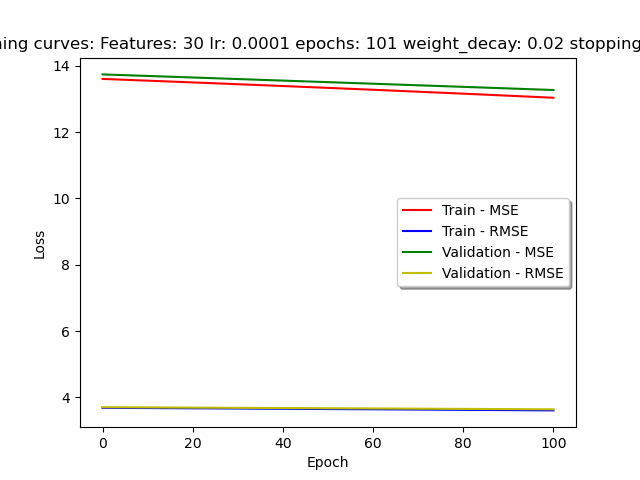 ning curves: Features: 30 lr: 0.0001 epochs: 101 weight_decay: 0.02 stopping
14
12
10
8
6
4
Loss
Train - MSE
Train - RMSE
Validation - MSE
Validation - RMSE
0 20 40 60 80 100
Epoch